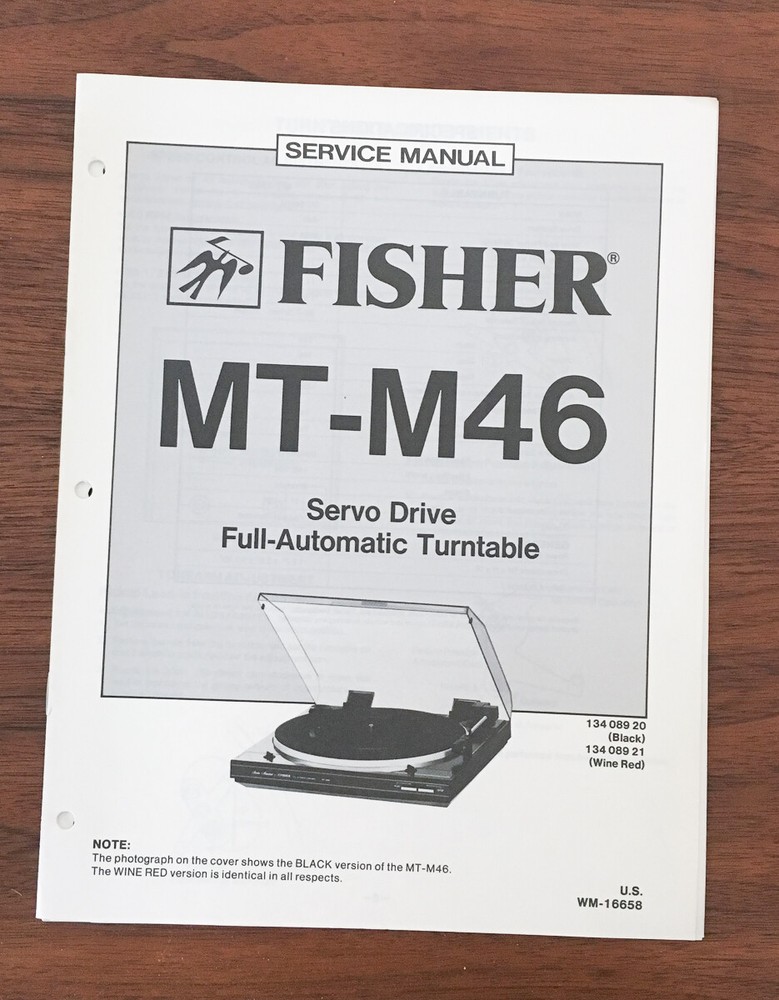 SERVICE MANUAL
FISHER®
MT-M46
Servo Drive
Full-Automatic Turntable
134 089 20
(Black)
134 089 21
(Wine Red)
NOTE:
The photograph on the cover shows the BLACK version of the MT-M46.
The WINE RED version is identical in all respects.
U.S.
WM-16658